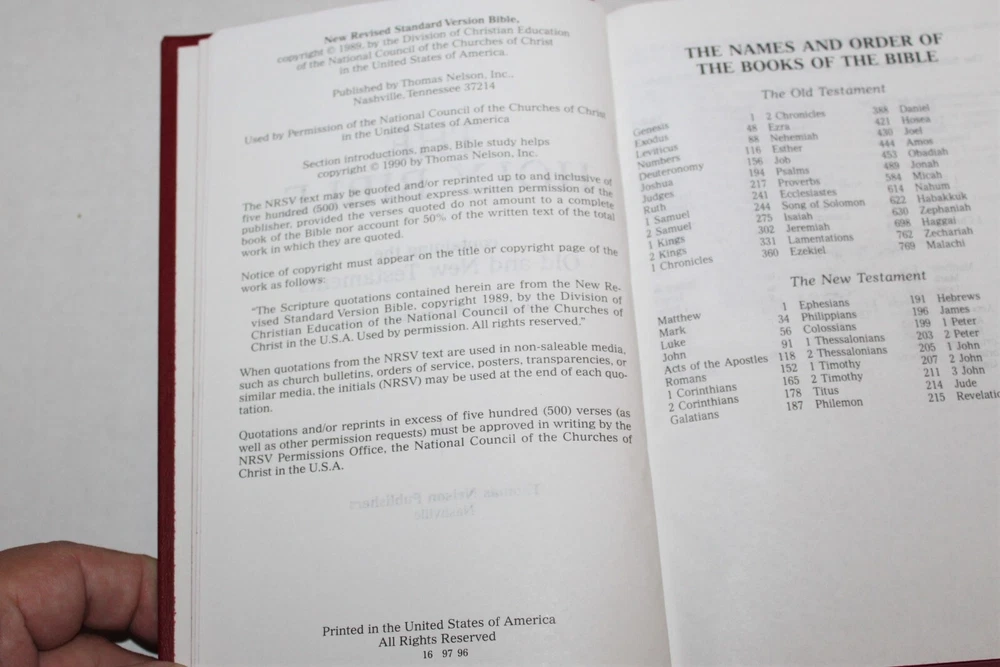 New Revised Standard Version Bible,
copyright © 1989, by the Division of Christian Education
of the National Council of the Churches of Christ
in the United States of America.
Published by Thomas Nelson, Inc.,
Nashville, Tennessee 37214
Used by Permission of the National Council of the Churches of Christ
in the United States of America
Section introductions, maps, Bible study helps
copyright © 1990 by Thomas Nelson, Inc.
The NRSV text may be quoted and/or reprinted up to and inclusive of
five hundred (500) verses without express written permission of the
publisher, provided the verses quoted do not amount to a complete
book of the Bible nor account for 50% of the written text of the total
work in which they are quoted.
Notice of copyright must appear on the title or copyright page of the
work as follows:
"The Scripture quotations contained herein are from the New Re-
vised Standard Version Bible, copyright 1989, by the Division of
Christian Education of the National Council of the Churches of
Christ in the U.S.A. Used by permission. All rights reserved."
When quotations from the NRSV text are used in non-saleable media,
such as church bulletins, orders of service, posters, transparencies, or
similar media, the initials (NRSV) may be used at the end of each quo-
tation.
Quotations and/or reprints in excess of five hundred (500) verses (as
well as other permission requests) must be approved in writing by the
NRSV Permissions Office, the National Council of the Churches of
Christ in the U.S.A.
Printed in the United States of America
All Rights Reserved
16 97 96
THE NAMES AND ORDER OF
THE BOOKS OF THE BIBLE
The Old Testament
Genesis 1 2 Chronicles 388 Daniel
Exodus 48 Ezra 421 Hosea
Leviticus 88 Nehemiah 430 Joel
Numbers 116 Esther 444 Amos
Deuteronomy 156 Job 453 Obadiah
Joshua 194 Psalms 489 Jonah
Judges 217 Proverbs 584 Micah
Ruth 241 Ecclesiastes 614 Nahum
1 Samuel 244 Song of Solomon 622 Habakkuk
2 Samuel 275 Isaiah 630 Zephaniah
1 Kings 302 Jeremiah 698 Haggai
2 Kings 331 Lamentations 762 Zechariah
1 Chronicles 360 Ezekiel 769 Malachi
The New Testament
Matthew 1 Ephesians 191 Hebrews
Mark 34 Philippians 196 James
Luke 56 Colossians 199 1 Peter
John 91 1 Thessalonians 203 2 Peter
Acts of the Apostles 118 2 Thessalonians 205 1 John
Romans 152 1 Timothy 207 2 John
1 Corinthians 165 2 Timothy 211 3 John
2 Corinthians 178 Titus 214 Jude
Galatians 187 Philemon 215 Revelatio